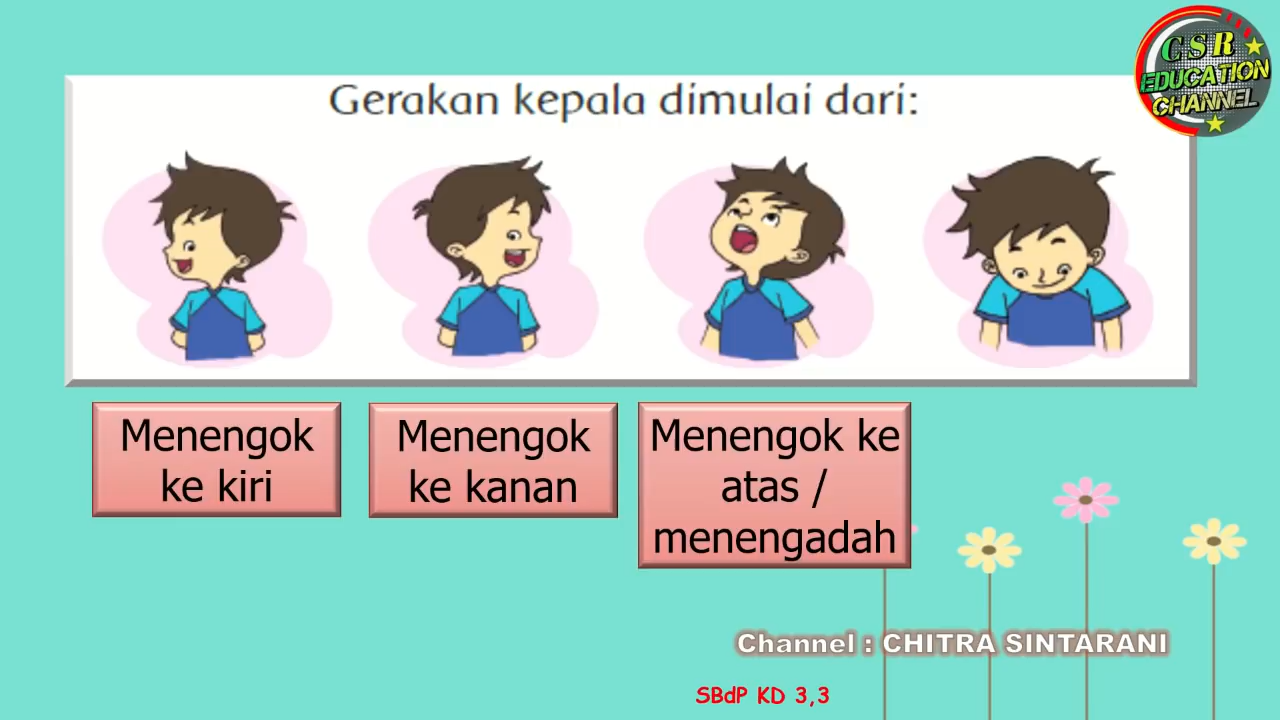 Gerakan kepala dimulai dari:
CSR
EDUCATION
CHANNEL
Menengok
ke kiri
Menengok
ke kanan
Menengok ke
atas /
menengadah
Channel : CHITRA SINTARANI
SBdP KD 3,3